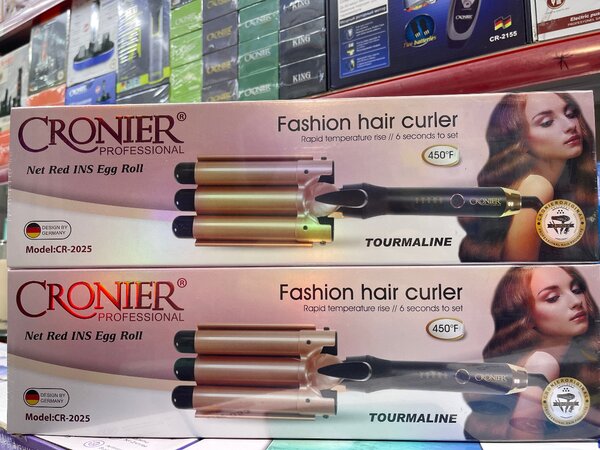 KING
KING
CR-2155
CRONIER®
PROFESSIONAL
Net Red INS Egg Roll
DESIGN BY
GERMANY
Model:CR-2025
Fashion hair curler
Rapid temperature rise // 6 seconds to set
450°F
CRONIER
TOURMALINE
CRONIER®
PROFESSIONAL
Net Red INS Egg Roll
DESIGN BY
GERMANY
Model:CR-2025
Fashion hair curler
Rapid temperature rise // 6 seconds to set
450°F
CRONIER
TOURMALINE